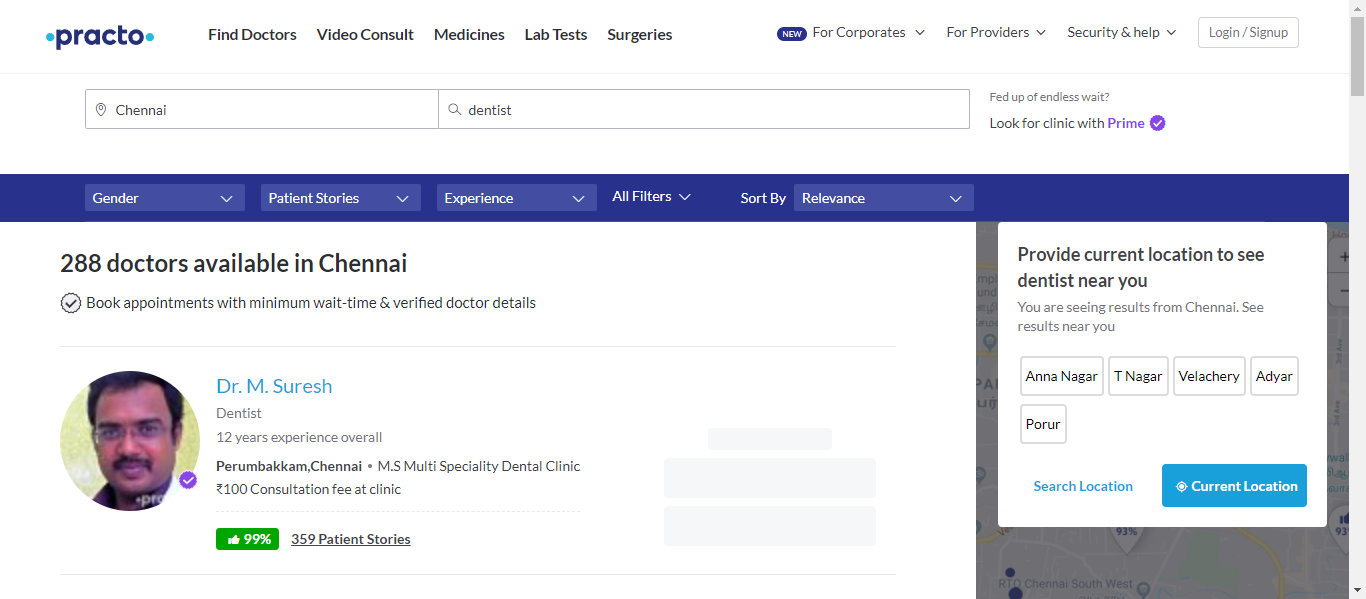 practo
Find Doctors Video Consult Medicines Lab Tests Surgeries
NEW For Corporates For Providers Security & help Login / Signup
Chennai dentist
Fed up of endless wait?
Look for clinic with Prime
Gender Patient Stories Experience All Filters Sort By Relevance
288 doctors available in Chennai
Book appointments with minimum wait-time & verified doctor details
Dr. M. Suresh
Dentist
12 years experience overall
Perumbakkam,Chennai • M.S Multi Speciality Dental Clinic
₹100 Consultation fee at clinic
99% 359 Patient Stories
Provide current location to see
dentist near you
You are seeing results from Chennai. See
results near you
Anna Nagar T Nagar Velachery Adyar
Porur
Search Location Current Location
93%
RTO Chennai South West